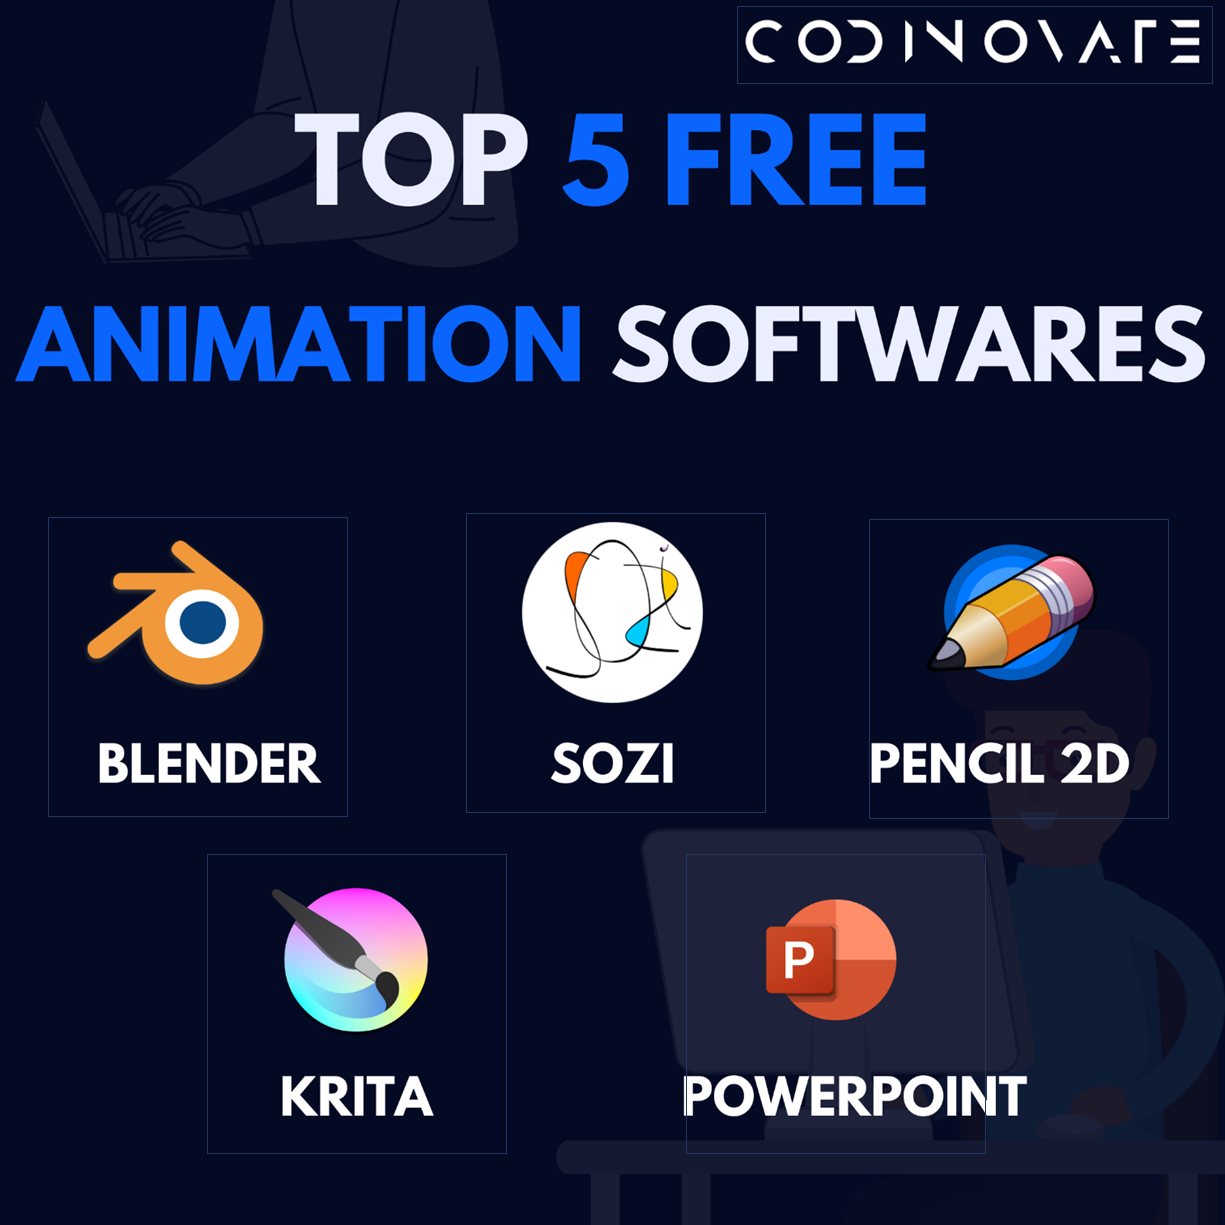 CODINOVATE
TOP 5 FREE
ANIMATION SOFTWARES
BLENDER
SOZI
PENCIL 2D
KRITA
P
POWERPOINT